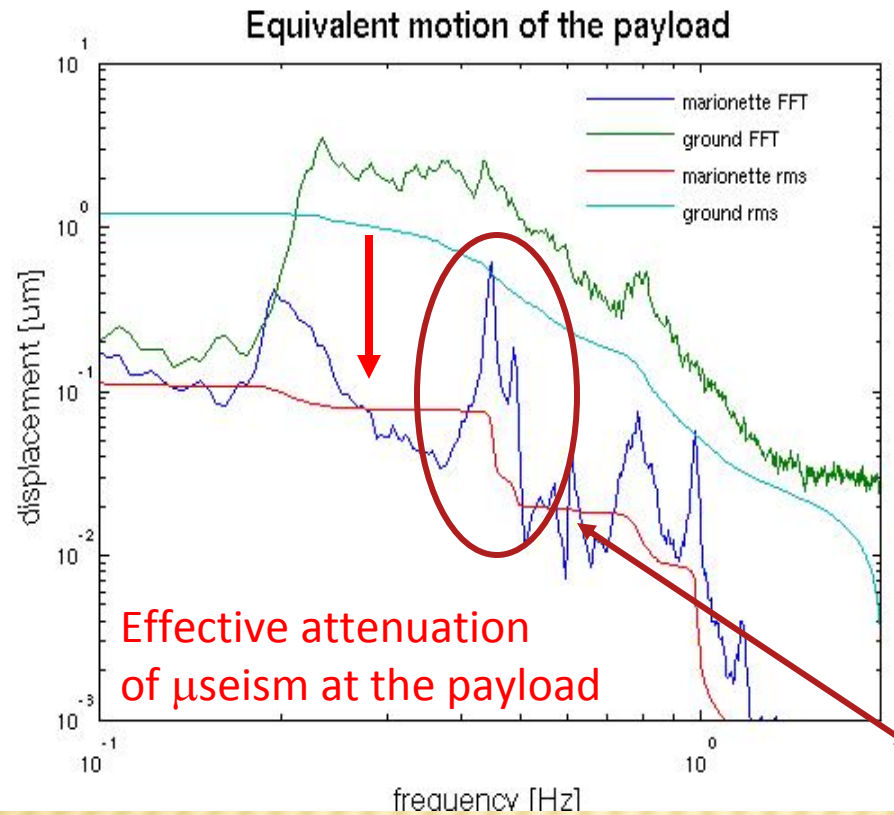 Equivalent motion of the payload
10 1
marionette FFT
ground FFT
marionette rms
ground rms
10 0
displacement [um]
10 -1
10 -2
Effective attenuation
of μseism at the payload
10 -3
10 -1
10 0
frequency [Hz]